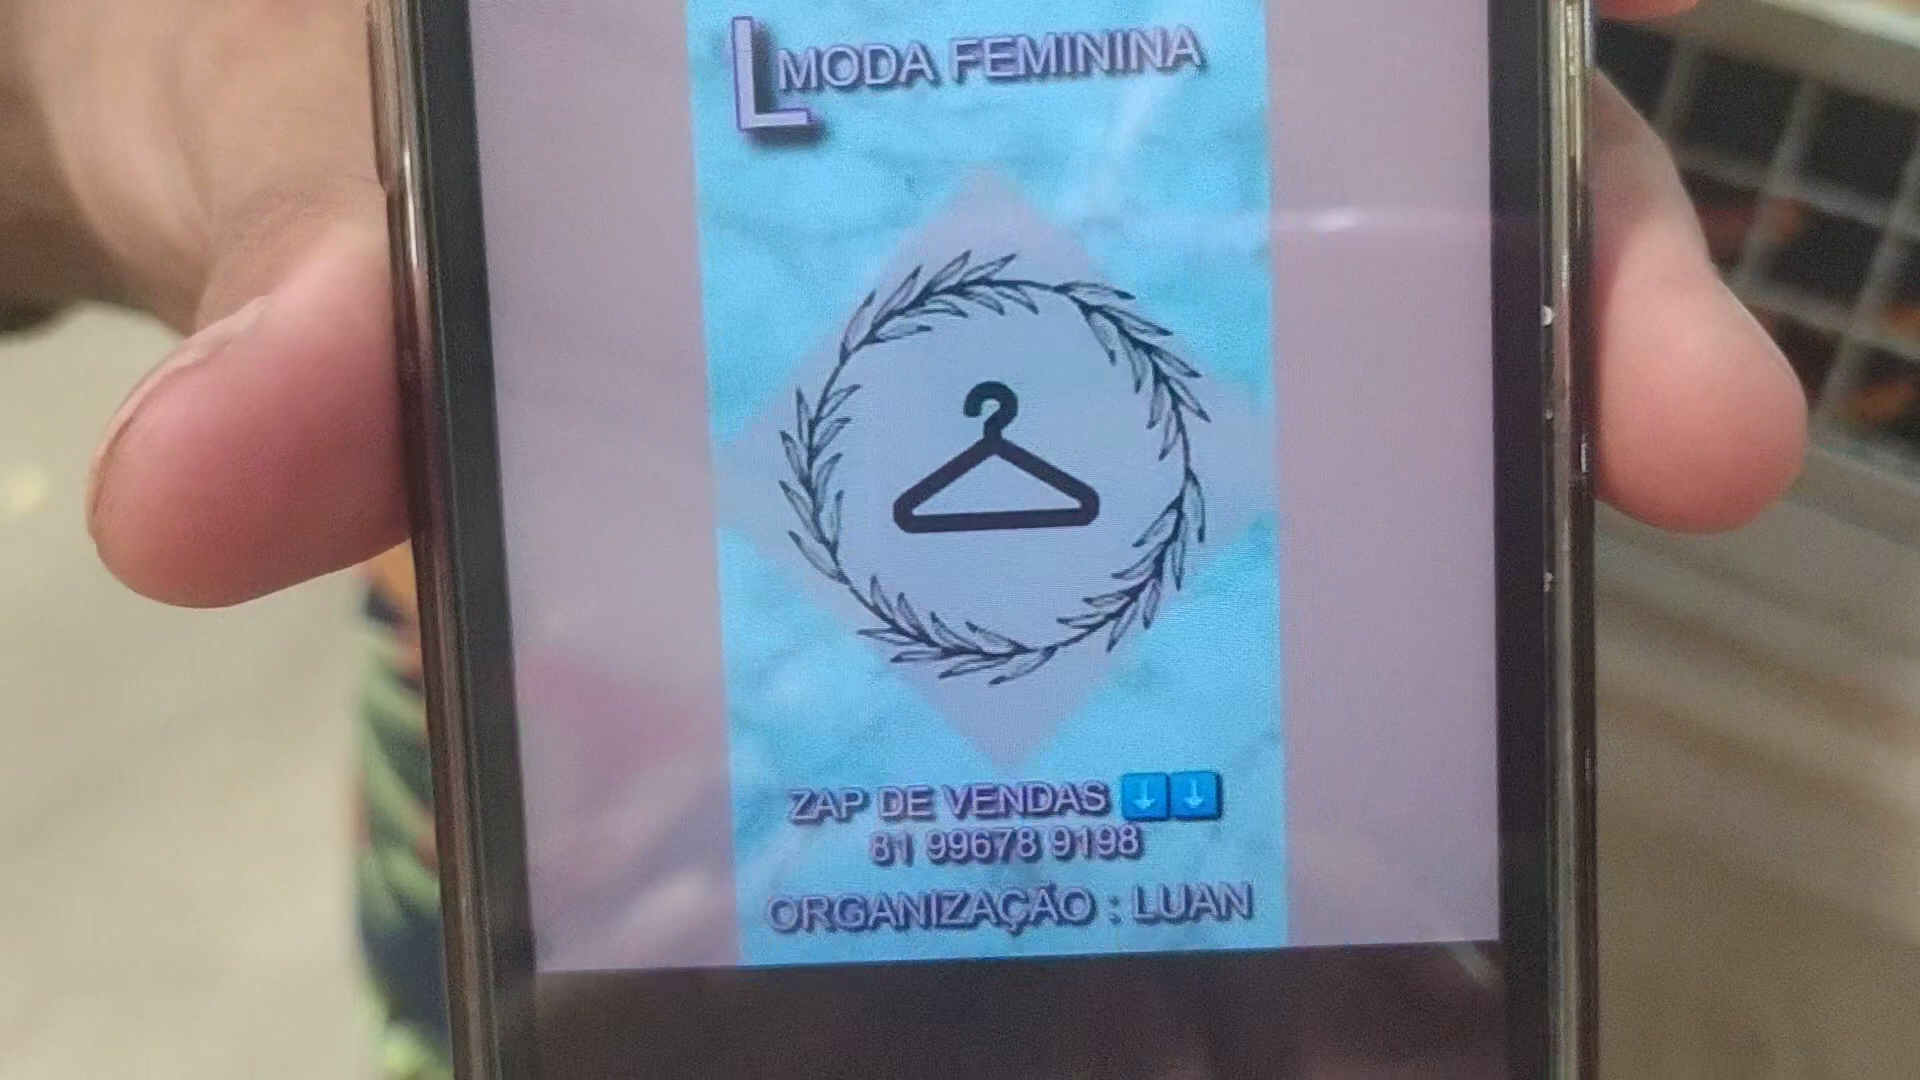 L MODA FEMININA
ZAP DE VENDAS ⬇️⬇️
81 99678 9198
ORGANIZAÇÃO : LUAN